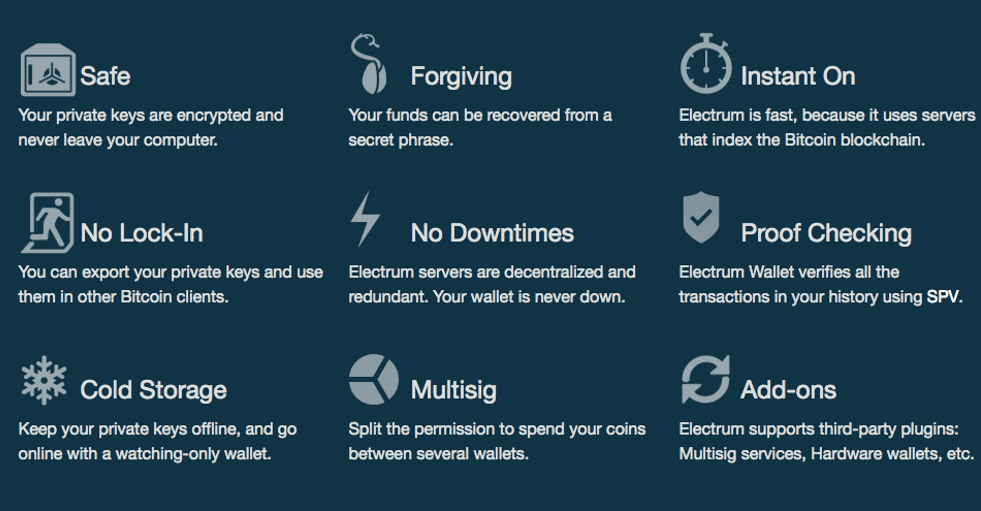 Safe
Your private keys are encrypted and
never leave your computer.
Forgiving
Your funds can be recovered from a
secret phrase.
Instant On
Electrum is fast, because it uses servers
that index the Bitcoin blockchain.
No Lock-In
You can export your private keys and use
them in other Bitcoin clients.
No Downtimes
Electrum servers are decentralized and
redundant. Your wallet is never down.
Proof Checking
Electrum Wallet verifies all the
transactions in your history using SPV.
Cold Storage
Keep your private keys offline, and go
online with a watching-only wallet.
Multisig
Split the permission to spend your coins
between several wallets.
Add-ons
Electrum supports third-party plugins:
Multisig services, Hardware wallets, etc.